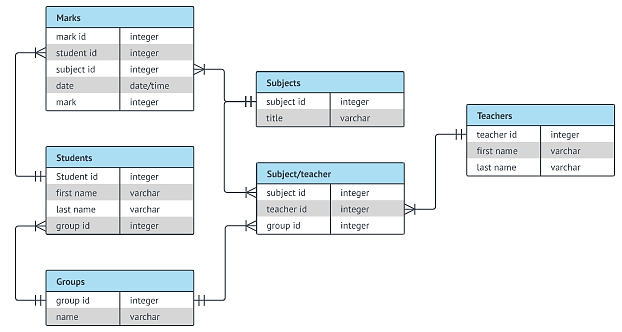 Marks
mark id integer
student id integer
subject id integer
date date/time
mark integer
Subjects
subject id integer
title varchar
Teachers
teacher id integer
first name varchar
last name varchar
Students
Student id integer
first name varchar
last name varchar
group id integer
Subject/teacher
subject id integer
teacher id integer
group id integer
Groups
group id integer
name varchar